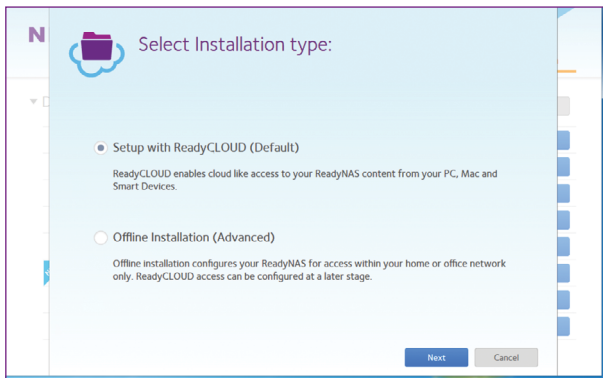 N
Select Installation type:
Setup with ReadyCLOUD (Default)
ReadyCLOUD enables cloud like access to your ReadyNAS content from your PC, Mac and
Smart Devices.
Offline Installation (Advanced)
Offline installation configures your ReadyNAS for access within your home or office network
only. ReadyCLOUD access can be configured at a later stage.
Next Cancel